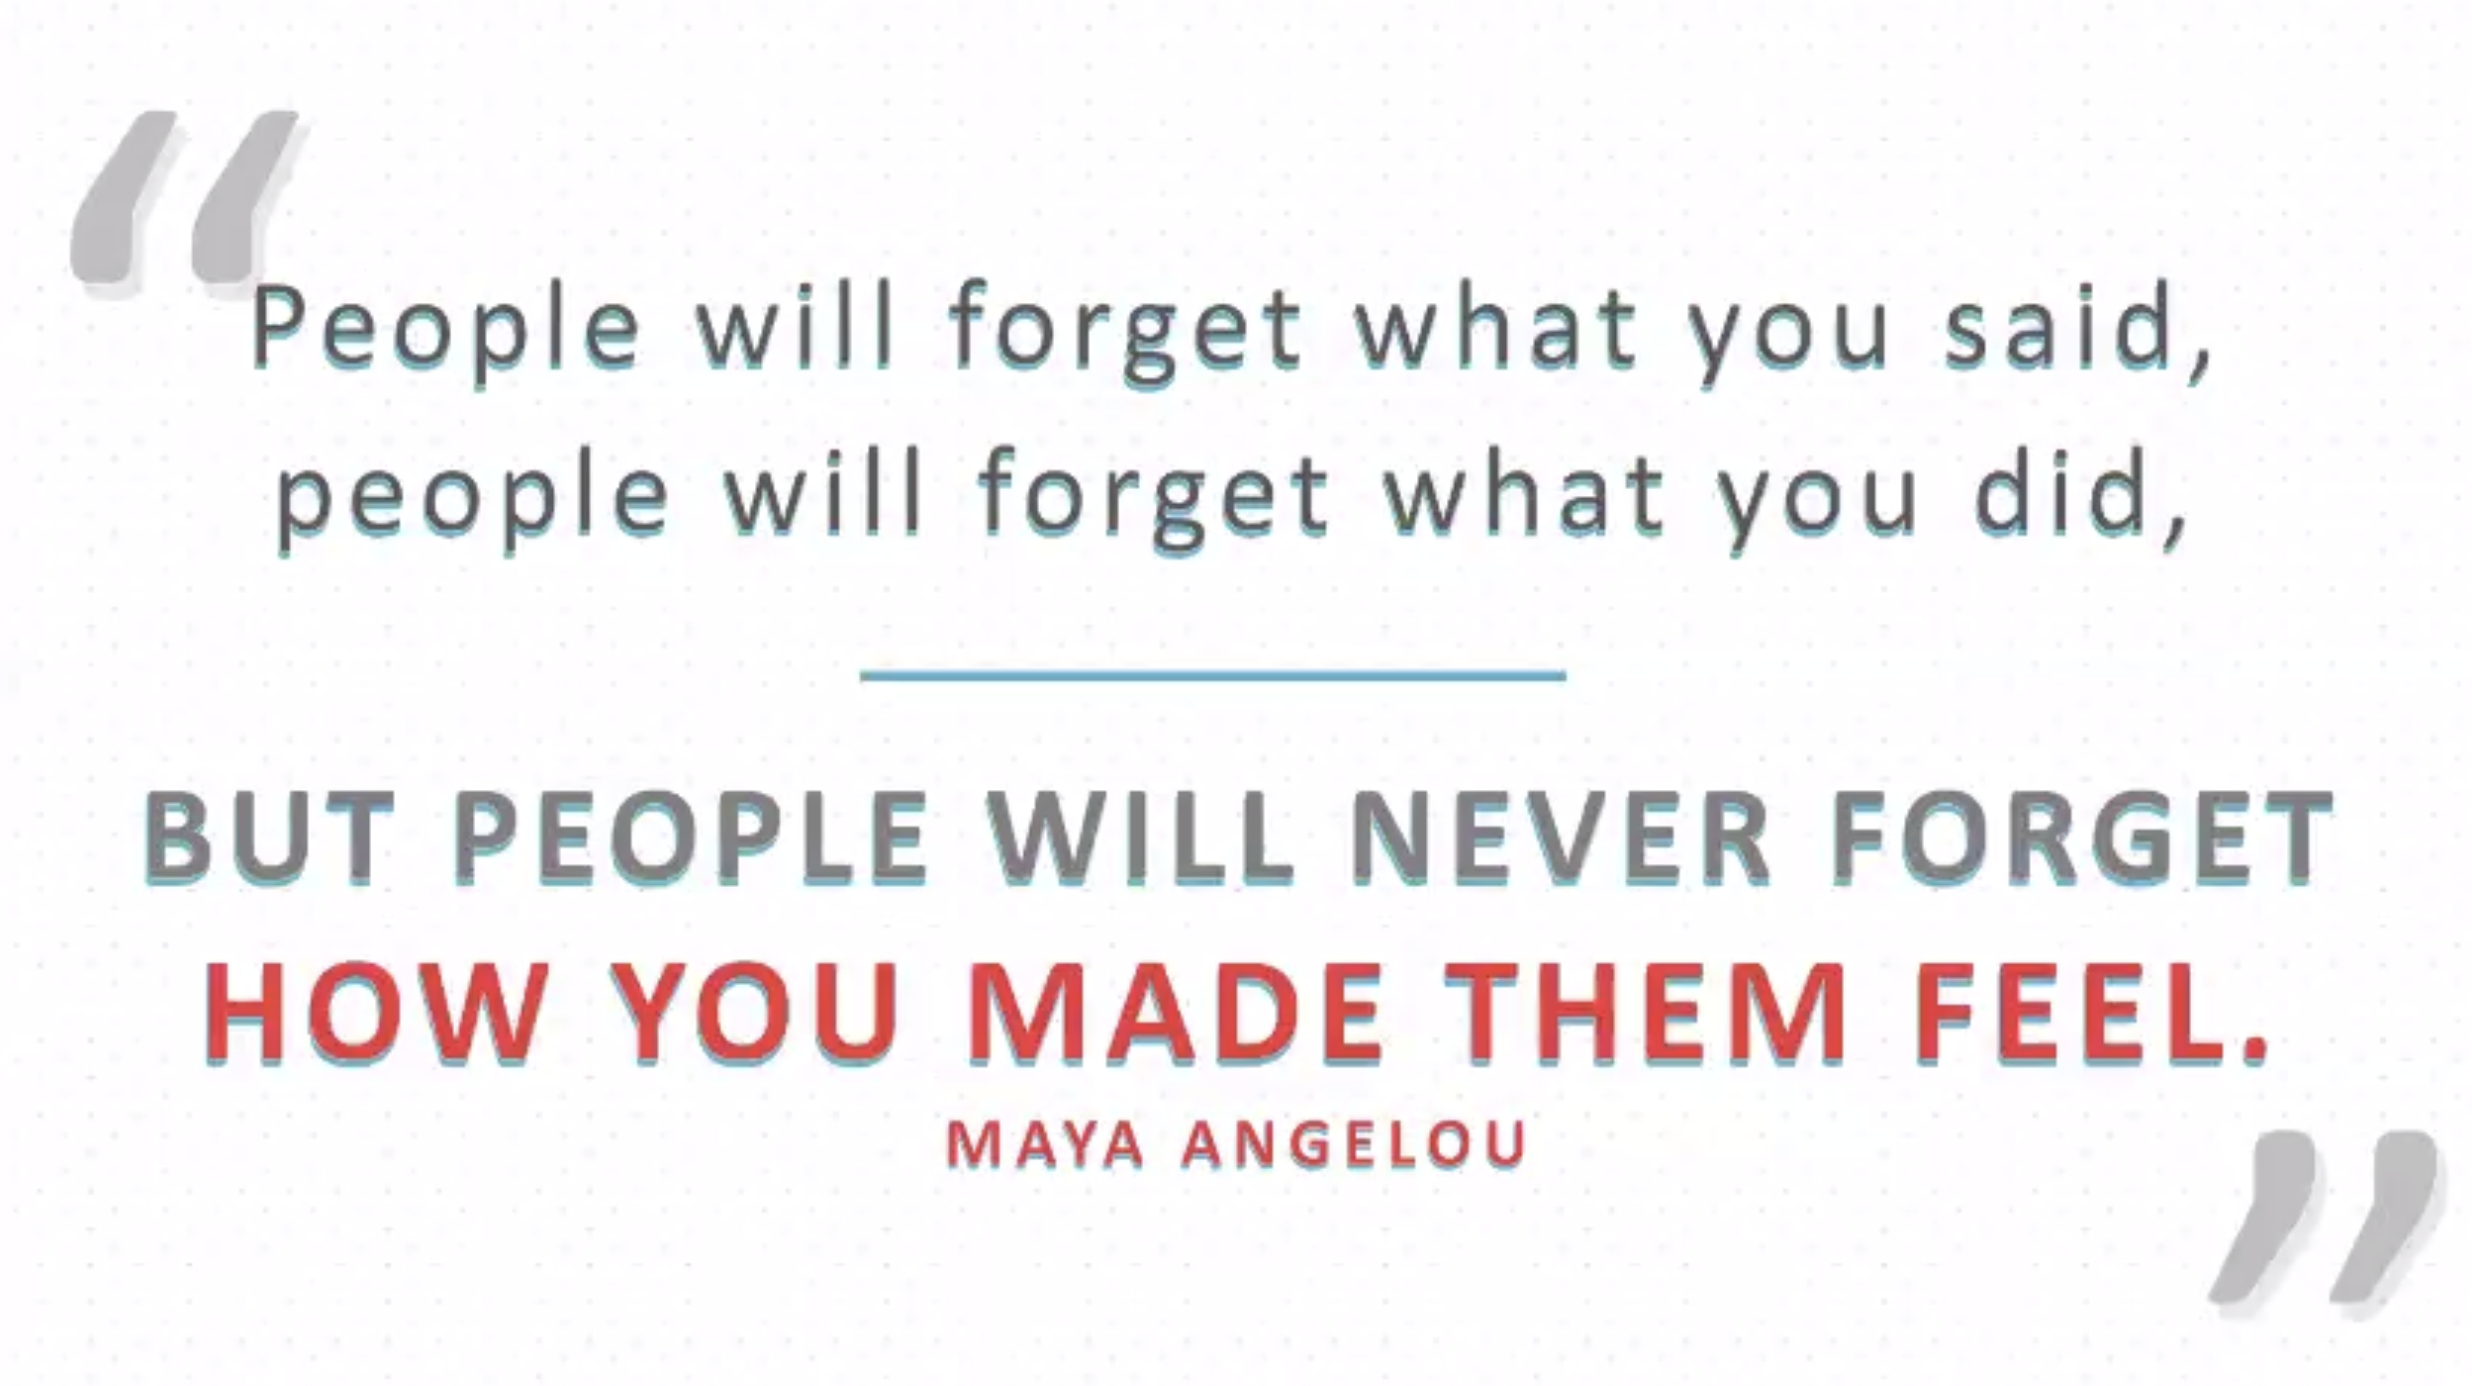 “People will forget what you said,
people will forget what you did,
BUT PEOPLE WILL NEVER FORGET
HOW YOU MADE THEM FEEL.
MAYA ANGELOU
”